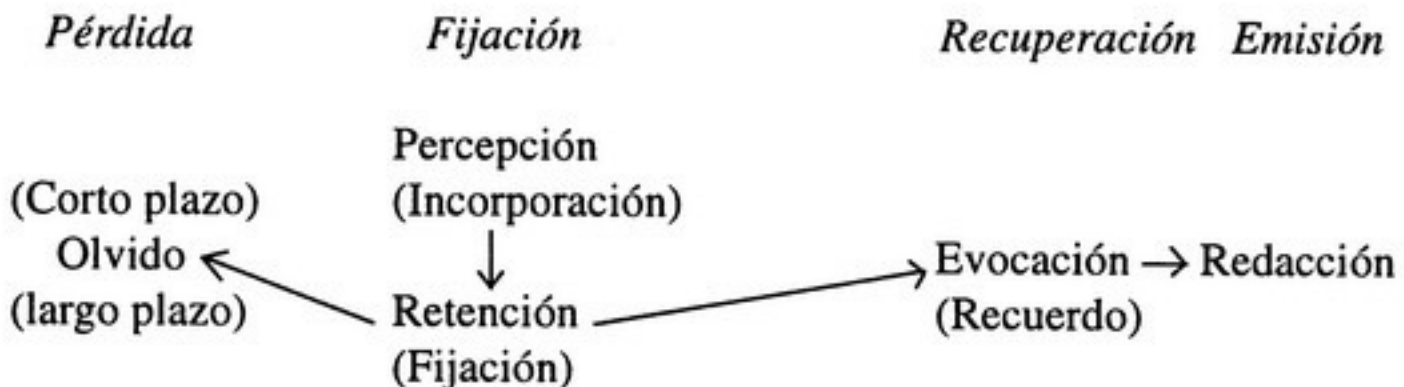 Pérdida Fijación Recuperación Emisión
Percepción
(Corto plazo) (Incorporación)
Olvido Evocación → Redacción
(largo plazo) Retención (Recuerdo)
(Fijación)